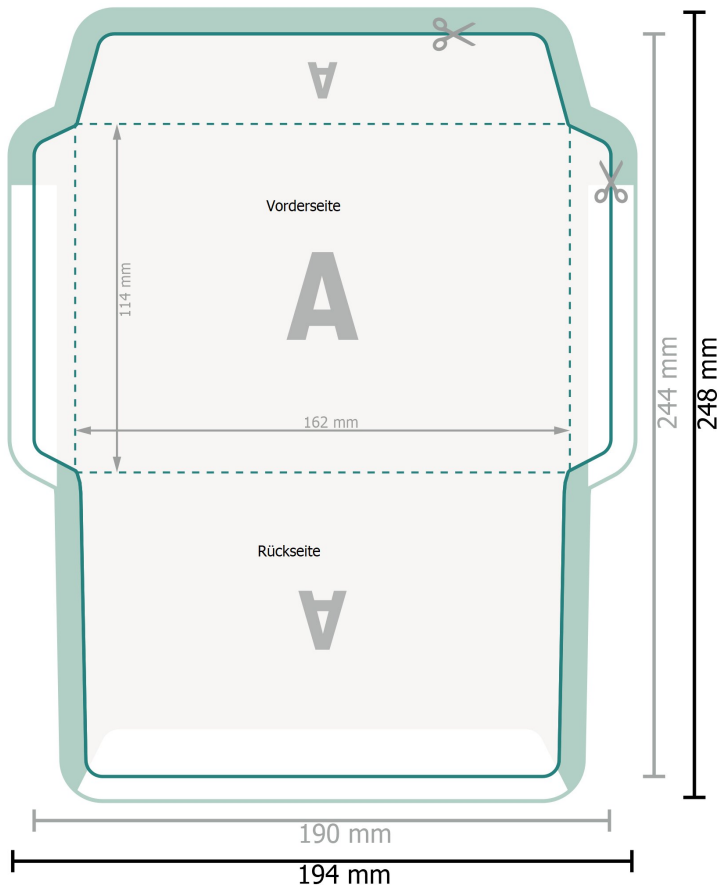 A
Vorderseite
A
114 mm
162 mm
244 mm
248 mm
Rückseite
A
190 mm
194 mm